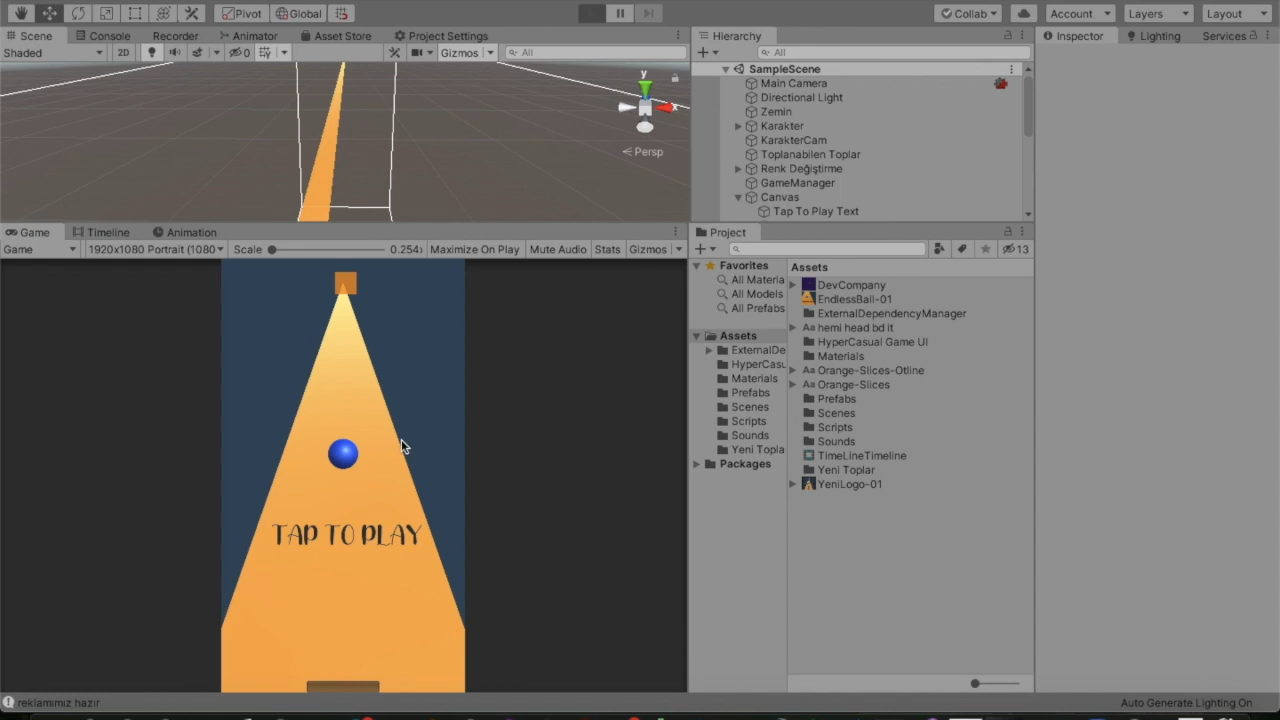 Pivot Global Collab Account Layers Layout
Scene Console Recorder Animator Asset Store Project Settings
Shaded 2D 0 Gizmos All
y
x
Persp
Hierarchy
All
SampleScene
Main Camera
Directional Light
Zemin
Karakter
KarakterCam
Toplanabilen Toplar
Renk Değiştirme
GameManager
Canvas
Tap To Play Text
Inspector Lighting Services
Game Timeline Animation
Game 1920x1080 Portrait (1080 Scale 0.254 Maximize On Play Mute Audio Stats Gizmos
TAP TO PLAY
Project
13
Favorites
All Materia
All Models
All Prefabs
Assets
ExternalDe
HyperCasu
Materials
Prefabs
Scenes
Scripts
Sounds
Yeni Topla
Packages
Assets
DevCompany
EndlessBall-01
ExternalDependencyManager
Aa hemi head bd it
HyperCasual Game UI
Materials
Aa Orange-Slices-Otline
Aa Orange-Slices
Prefabs
Scenes
Scripts
Sounds
TimeLineTimeline
Yeni Toplar
YeniLogo-01
reklamımız hazır Auto Generate Lighting On